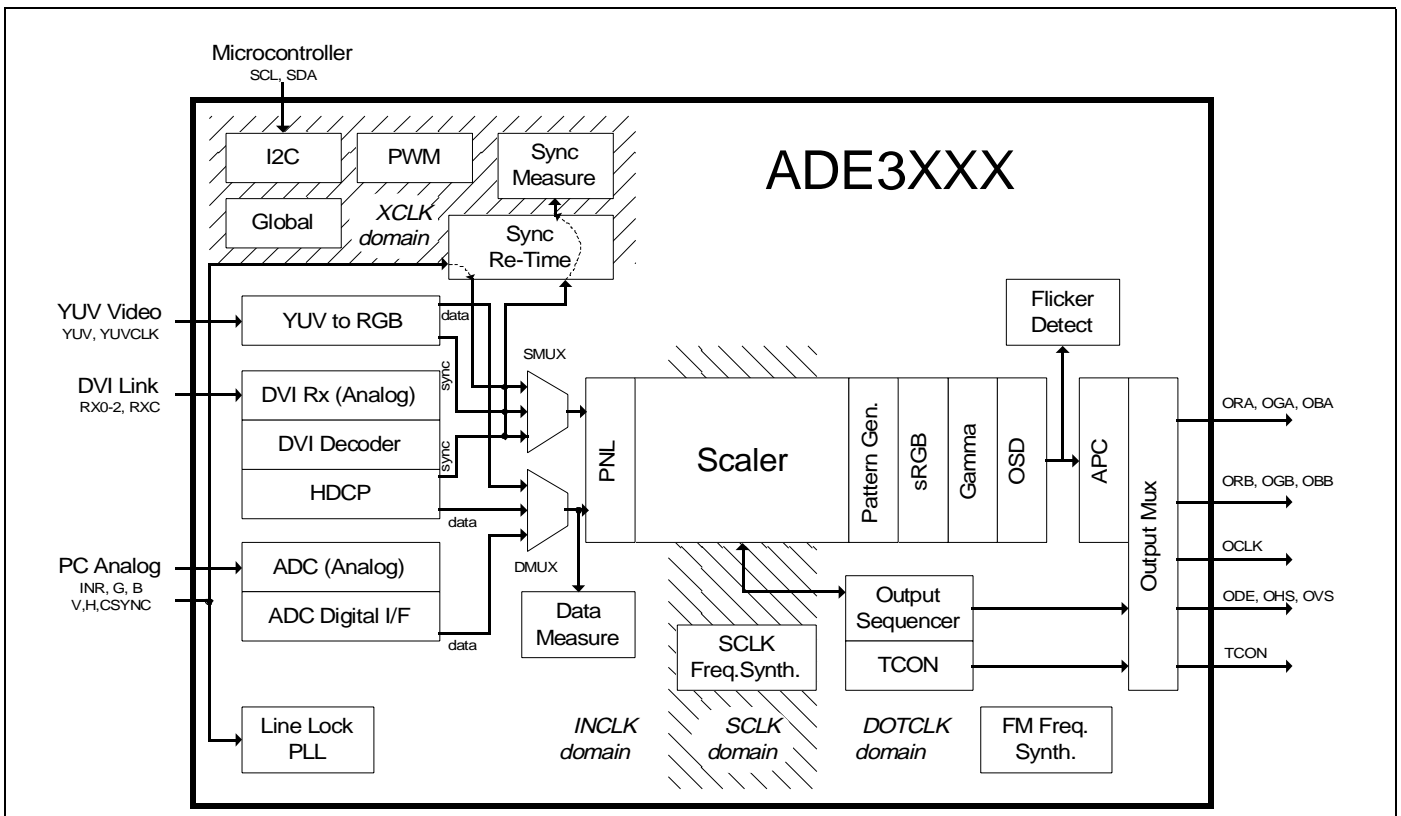 Microcontroller
SCL, SDA
ADE3XXX
I2C
PWM
Sync
Measure
Global
XCLK
domain
Sync
Re-Time
YUV Video
YUV, YUVCLK
YUV to RGB
data
sync
DVI Link
RX0-2, RXC
DVI Rx (Analog)
DVI Decoder
HDCP
sync
data
PC Analog
INR, G, B
V,H,CSYNC
ADC (Analog)
ADC Digital I/F
data
Line Lock
PLL
SMUX
DMUX
Data
Measure
PNL
Scaler
Pattern Gen.
sRGB
Gamma
OSD
Flicker
Detect
APC
Output Mux
SCLK
Freq.Synth.
Output
Sequencer
TCON
INCLK
domain
SCLK
domain
DOTCLK
domain
FM Freq.
Synth.
ORA, OGA, OBA
ORB, OGB, OBB
OCLK
ODE, OHS, OVS
TCON